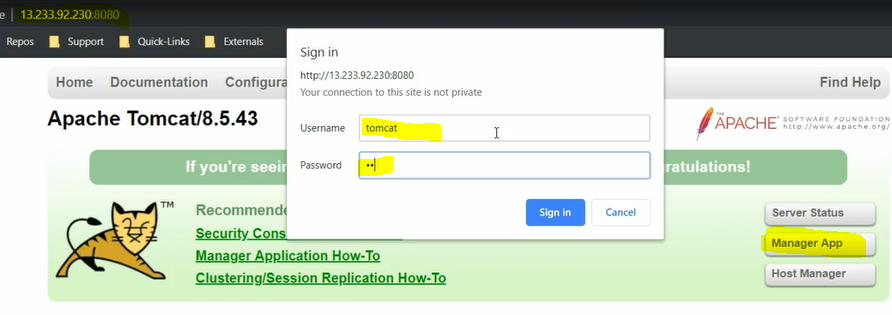 e 13.233.92.230:8080
Repos Support Quick-Links Externals
Sign in
http://13.233.92.230:8080
Your connection to this site is not private
Username tomcat
Password ••
Sign in Cancel
Home Documentation Configura Find Help
Apache Tomcat/8.5.43
THE APACHE SOFTWARE FOUNDATION
http://www.apache.org/
If you're seein ratulations!
TM
Recommende
Security Cons
Manager Application How-To
Clustering/Session Replication How-To
Server Status
Manager App
Host Manager